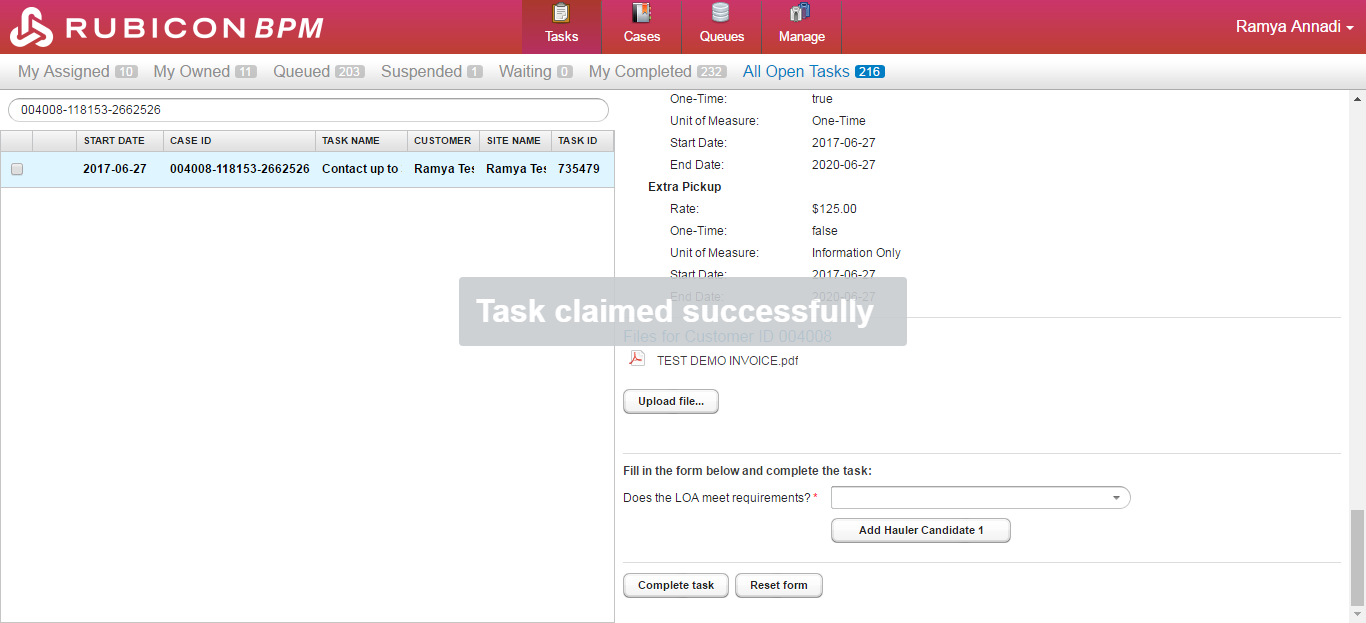 RUBICON BPM
Tasks Cases Queues Manage
Ramya Annadi
My Assigned 10 My Owned 11 Queued 203 Suspended 1 Waiting 0 My Completed 232 All Open Tasks 216
004008-118153-2662526
START DATE CASE ID TASK NAME CUSTOMER SITE NAME TASK ID
2017-06-27 004008-118153-2662526 Contact up to Ramya Tes Ramya Tes 735479
One-Time: true
Unit of Measure: One-Time
Start Date: 2017-06-27
End Date: 2020-06-27
Extra Pickup
Rate: $125.00
One-Time: false
Unit of Measure: Information Only
Start Date: 2017-06-27
End Date: 2020-06-27
Task claimed successfully
Files for Customer ID 004008
TEST DEMO INVOICE.pdf
Upload file...
Fill in the form below and complete the task:
Does the LOA meet requirements? *
Add Hauler Candidate 1
Complete task Reset form